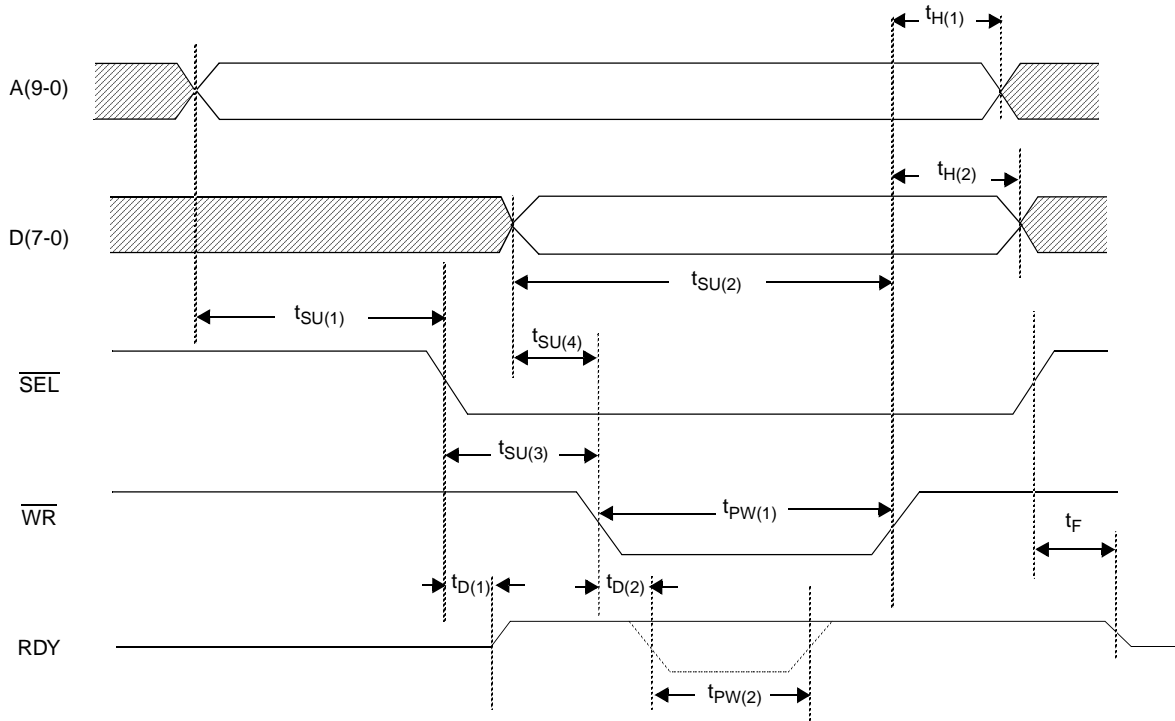 tH(1)
A(9-0)
tH(2)
D(7-0)
tSU(2)
tSU(1)
tSU(4)
SEL
tSU(3)
WR
tPW(1)
tF
tD(1)
tD(2)
RDY
tPW(2)